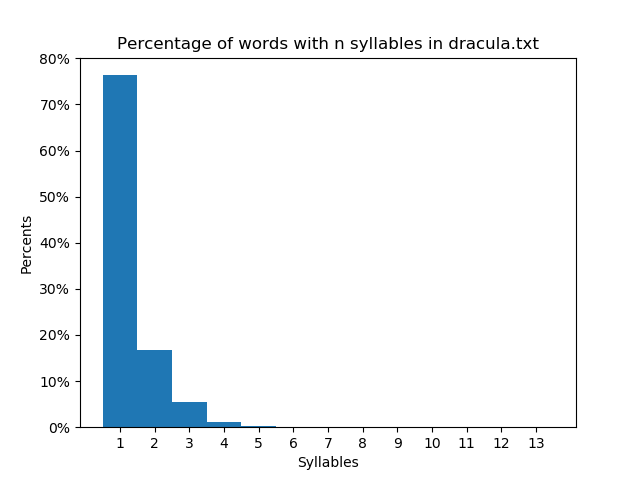 Percentage of words with n syllables in dracula.txt
80%
70%
60%
50%
40%
30%
20%
10%
0%
Percents
1 2 3 4 5 6 7 8 9 10 11 12 13
Syllables